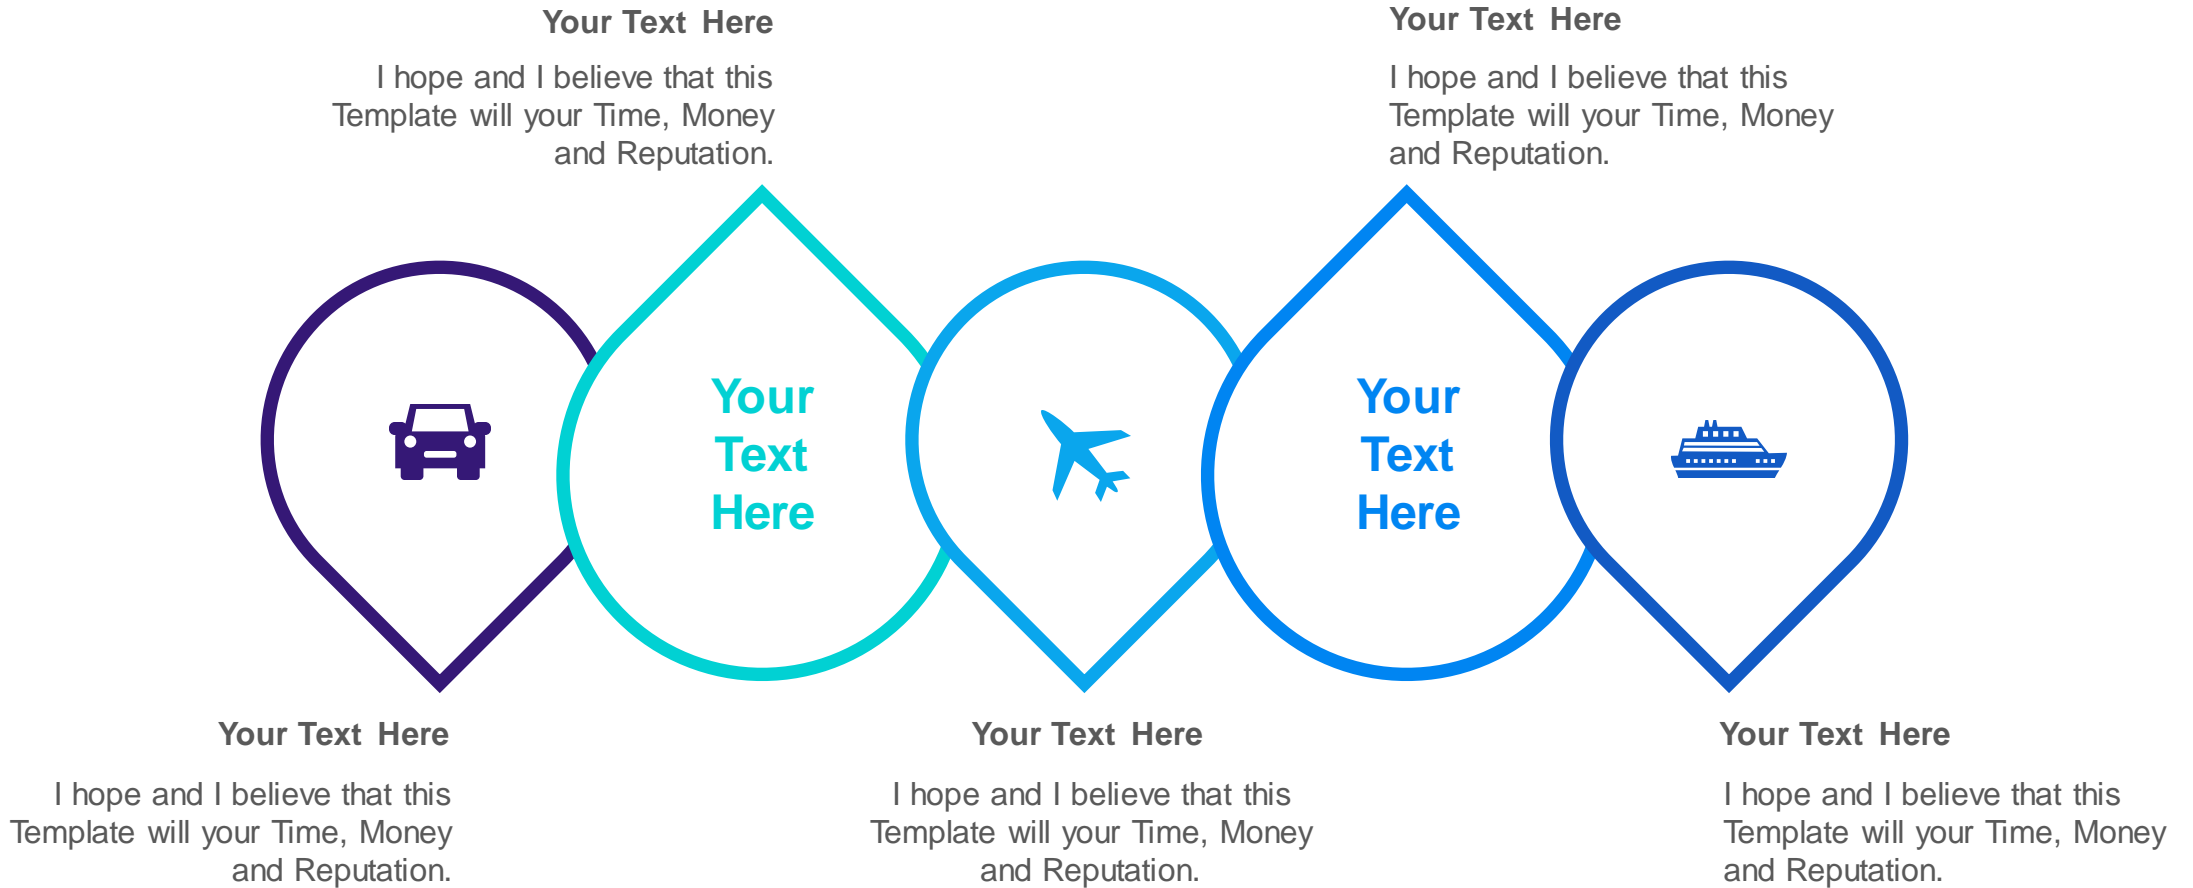 Your Text Here
I hope and I believe that this
Template will your Time, Money
and Reputation.
Your Text Here
I hope and I believe that this
Template will your Time, Money
and Reputation.
Your
Text
Here
Your
Text
Here
Your Text Here
I hope and I believe that this
Template will your Time, Money
and Reputation.
Your Text Here
I hope and I believe that this
Template will your Time, Money
and Reputation.
Your Text Here
I hope and I believe that this
Template will your Time, Money
and Reputation.